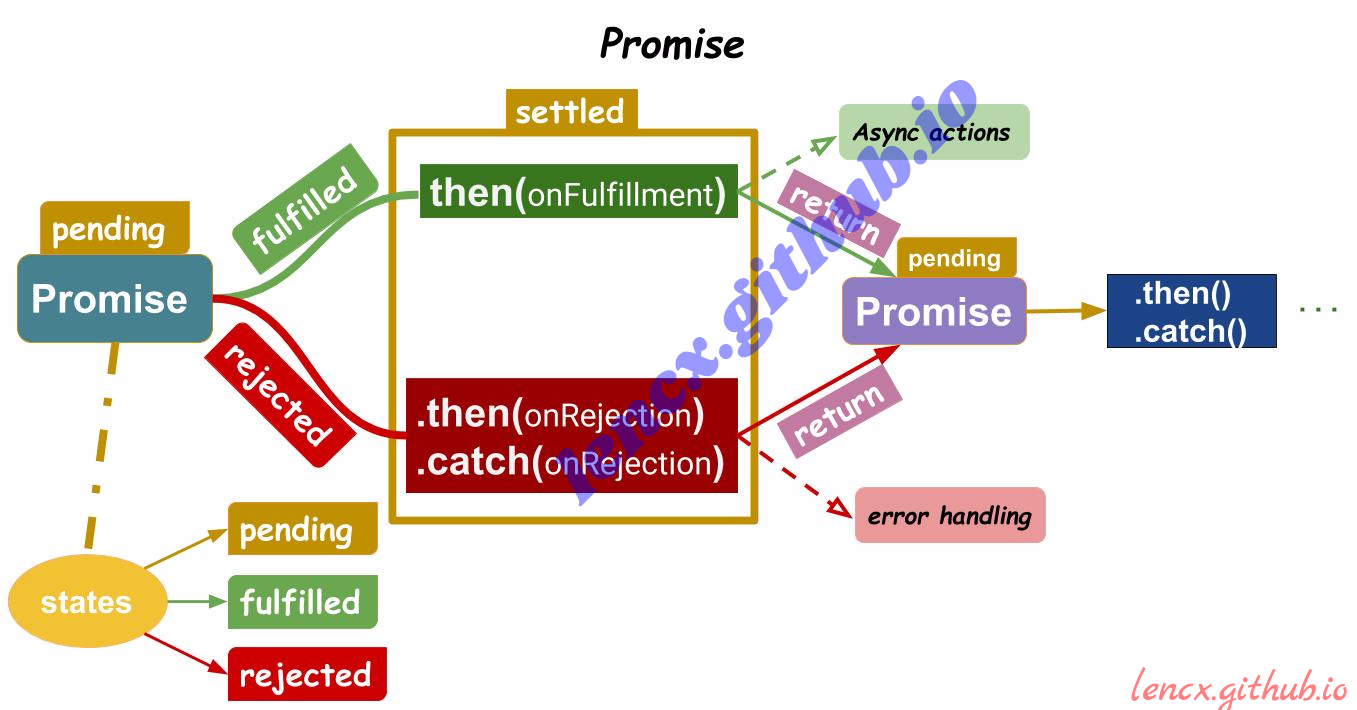 Promise
settled
Async actions
fulfilled
then(onFulfillment)
return
pending
Promise
pending
Promise
.then()
.catch()
...
rejected
.then(onRejection)
.catch(onRejection)
return
error handling
lencx.github.io
states
pending
fulfilled
rejected
lencx.github.io